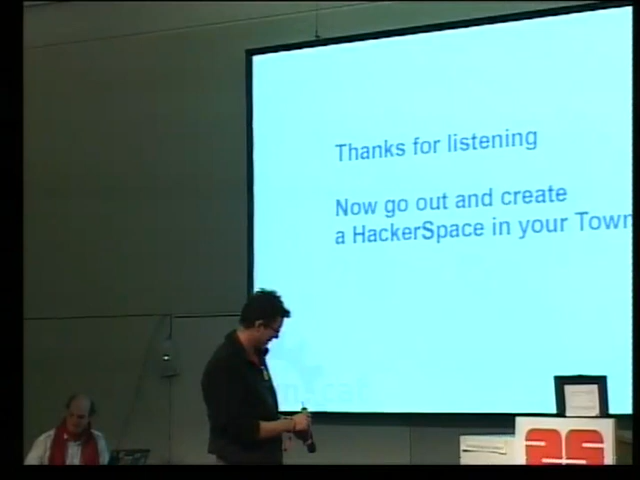 Thanks for listening
Now go out and create
a HackerSpace in your Town